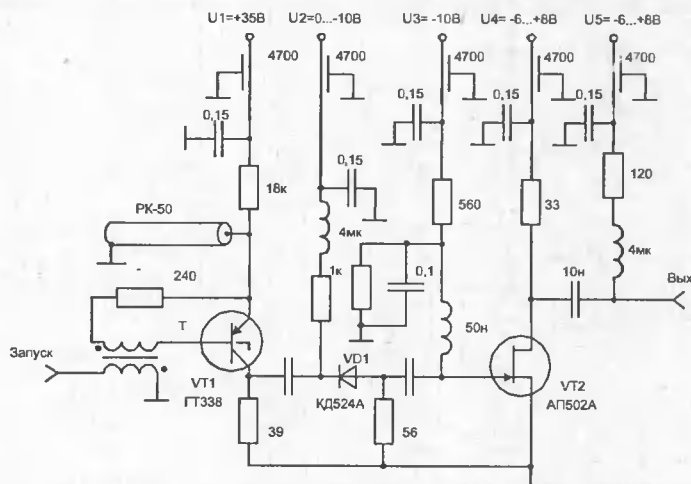 U1=+35В U2=0...-10В U3= -10В U4= -6...+8В U5= -6...+8В
4700 4700 4700 4700 4700
0,15 0,15 0,15 0,15 0,15
18к 560 33 120
РК-50
4мк 4мк
240 1к 0,1 10н Вых
Т 50н
Запуск
VD1
VT1 VT2
ГТ338 КД524А АП502А
39 56